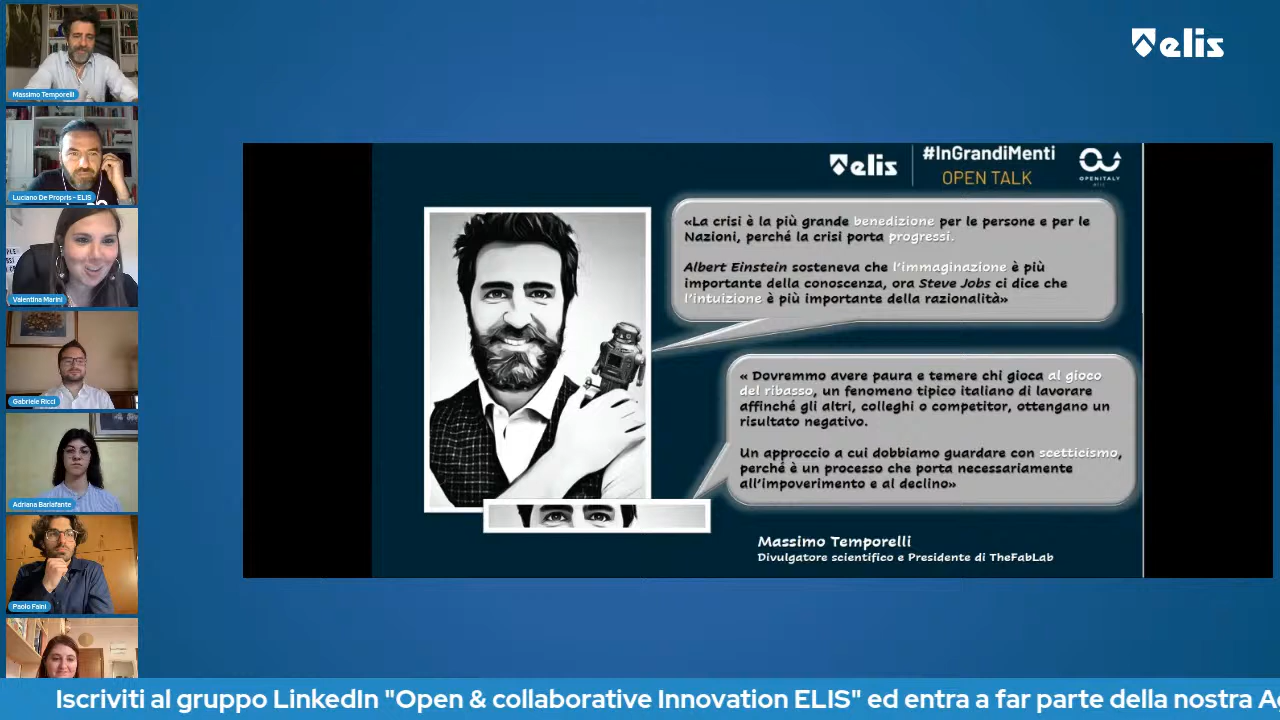 elis
Massimo Temporelli
Luciano De Propris - ELIS
Valentina Marini
Gabriele Ricci
Adriana Barlafante
Paolo Faini
elis
#InGrandiMenti
OPEN TALK
OPENITALY
elis
«La crisi è la più grande benedizione per le persone e per le
Nazioni, perché la crisi porta progressi.
Albert Einstein sosteneva che l'immaginazione è più
importante della conoscenza, ora Steve Jobs ci dice che
l'intuizione è più importante della razionalità»
« Dovremmo avere paura e temere chi gioca al gioco
del ribasso, un fenomeno tipico italiano di lavorare
affinché gli altri, colleghi o competitor, ottengano un
risultato negativo.
Un approccio a cui dobbiamo guardare con scetticismo,
perché è un processo che porta necessariamente
all'impoverimento e al declino»
Massimo Temporelli
Divulgatore scientifico e Presidente di TheFabLab
Iscriviti al gruppo LinkedIn "Open & collaborative Innovation ELIS" ed entra a far parte della nostra Ag